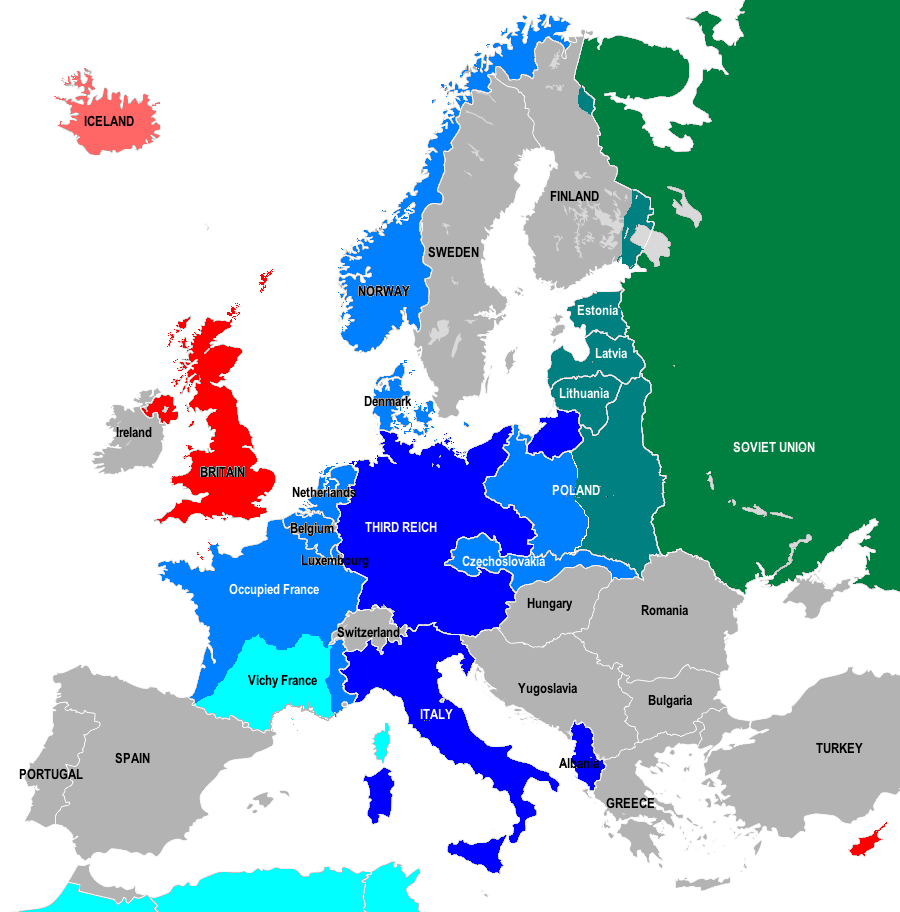 ICELAND
FINLAND
SWEDEN
NORWAY
Estonia
Latvia
Lithuania
Denmark
Ireland
SOVIET UNION
BRITAIN
Netherlands
POLAND
Belgium
THIRD REICH
Luxembourg
Czechoslovakia
Occupied France
Hungary
Romania
Switzerland
Vichy France
Yugoslavia
Bulgaria
ITALY
TURKEY
SPAIN
Albania
PORTUGAL
GREECE